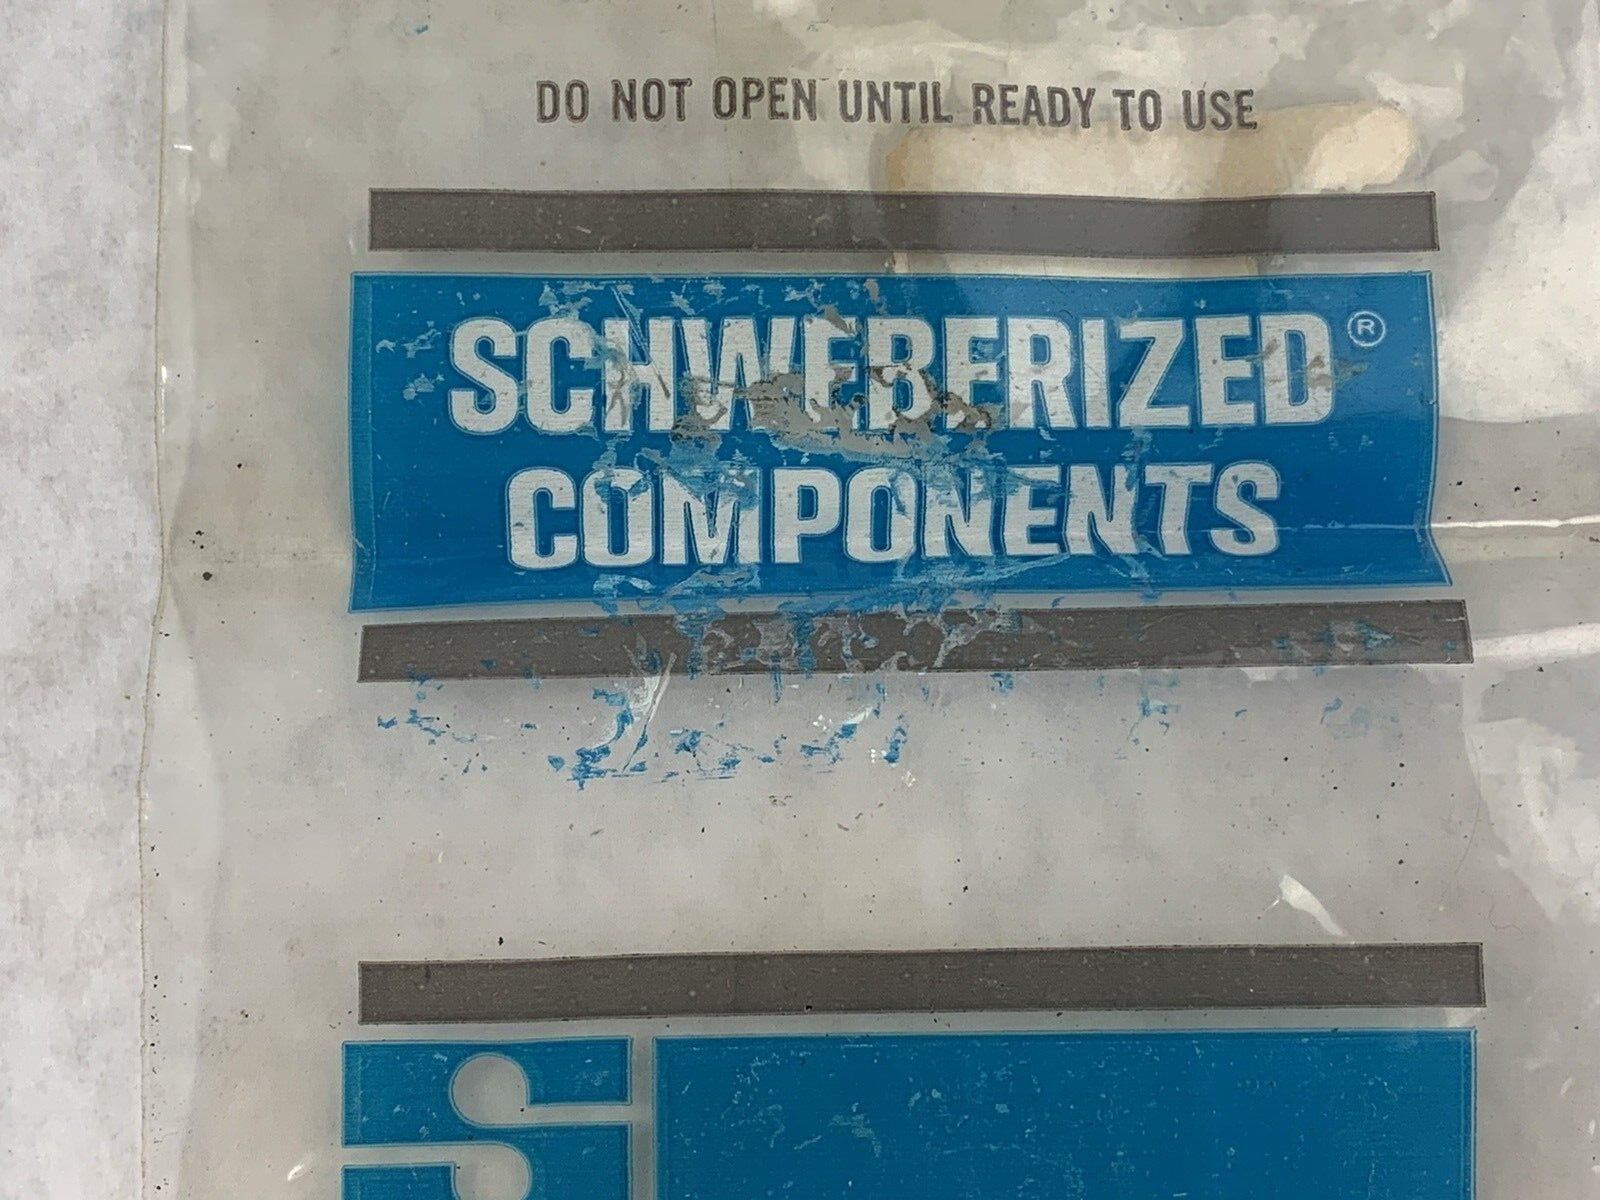 DO NOT OPEN UNTIL READY TO USE
SCHWEBERIZED®
COMPONENTS